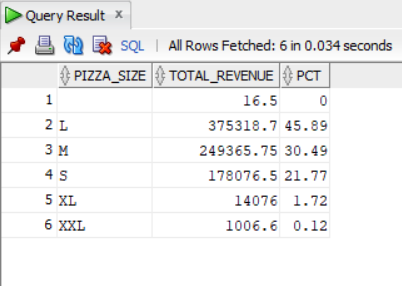 Query Result x
SQL | All Rows Fetched: 6 in 0.034 seconds
PIZZA_SIZE TOTAL_REVENUE PCT
1 16.5 0
2 L 375318.7 45.89
3 M 249365.75 30.49
4 S 178076.5 21.77
5 XL 14076 1.72
6 XXL 1006.6 0.12